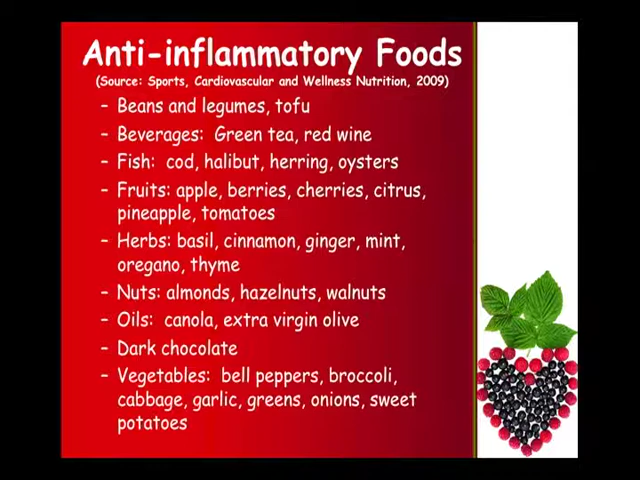 Anti-inflammatory Foods
(Source: Sports, Cardiovascular and Wellness Nutrition, 2009)
– Beans and legumes, tofu
– Beverages: Green tea, red wine
– Fish: cod, halibut, herring, oysters
– Fruits: apple, berries, cherries, citrus,
pineapple, tomatoes
– Herbs: basil, cinnamon, ginger, mint,
oregano, thyme
– Nuts: almonds, hazelnuts, walnuts
– Oils: canola, extra virgin olive
– Dark chocolate
– Vegetables: bell peppers, broccoli,
cabbage, garlic, greens, onions, sweet
potatoes